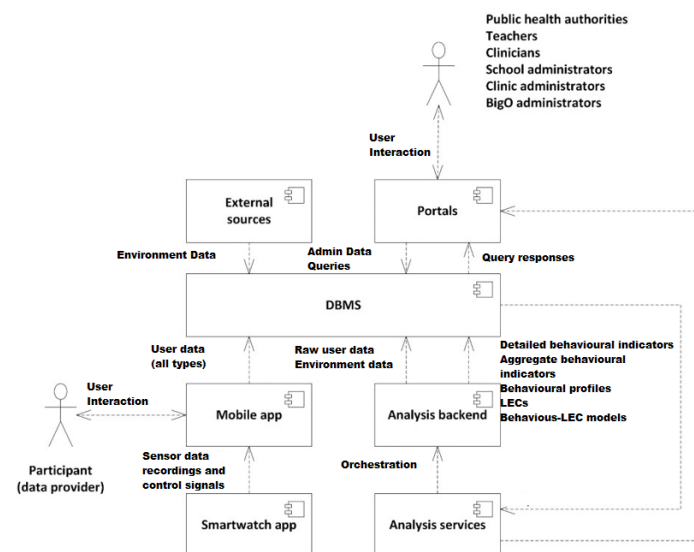 Public health authorities
Teachers
Clinicians
School administrators
Clinic administrators
BigO administrators
User
Interaction
External
sources
Portals
Environment Data
Admin Data
Queries
Query responses
DBMS
User data
(all types)
Raw user data
Environment data
Detailed behavioural indicators
Aggregate behavioural
indicators
Behavioural profiles
LECs
Behavious-LEC models
User
Interaction
Mobile app
Analysis backend
Participant
(data provider)
Sensor data
recordings and
control signals
Orchestration
Smartwatch app
Analysis services